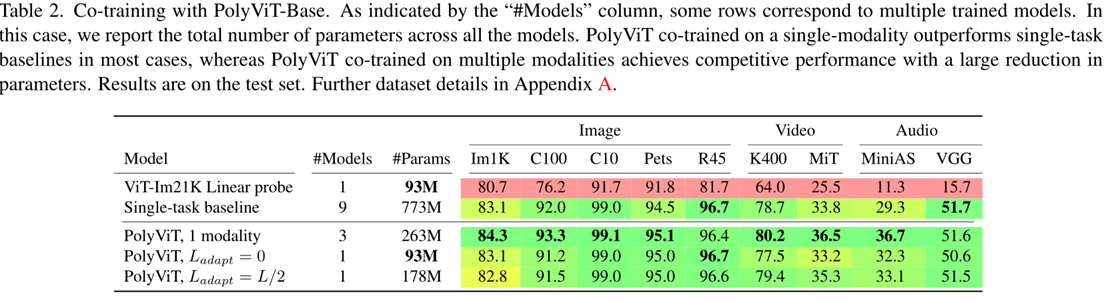 Table 2. Co-training with PolyViT-Base. As indicated by the “#Models” column, some rows correspond to multiple trained models. In
this case, we report the total number of parameters across all the models. PolyViT co-trained on a single-modality outperforms single-task
baselines in most cases, whereas PolyViT co-trained on multiple modalities achieves competitive performance with a large reduction in
parameters. Results are on the test set. Further dataset details in Appendix A.
Image Video Audio
Model #Models #Params Im1K C100 C10 Pets R45 K400 MiT MiniAS VGG
ViT-Im21K Linear probe 1 93M 80.7 76.2 91.7 91.8 81.7 64.0 25.5 11.3 15.7
Single-task baseline 9 773M 83.1 92.0 99.0 94.5 96.7 78.7 33.8 29.3 51.7
PolyViT, 1 modality 3 263M 84.3 93.3 99.1 95.1 96.4 80.2 36.5 36.7 51.6
PolyViT, L_adapt = 0 1 93M 83.1 91.2 99.0 95.0 96.7 77.5 33.2 32.3 50.6
PolyViT, L_adapt = L/2 1 178M 82.8 91.5 99.0 95.0 96.6 79.4 35.3 33.1 51.5